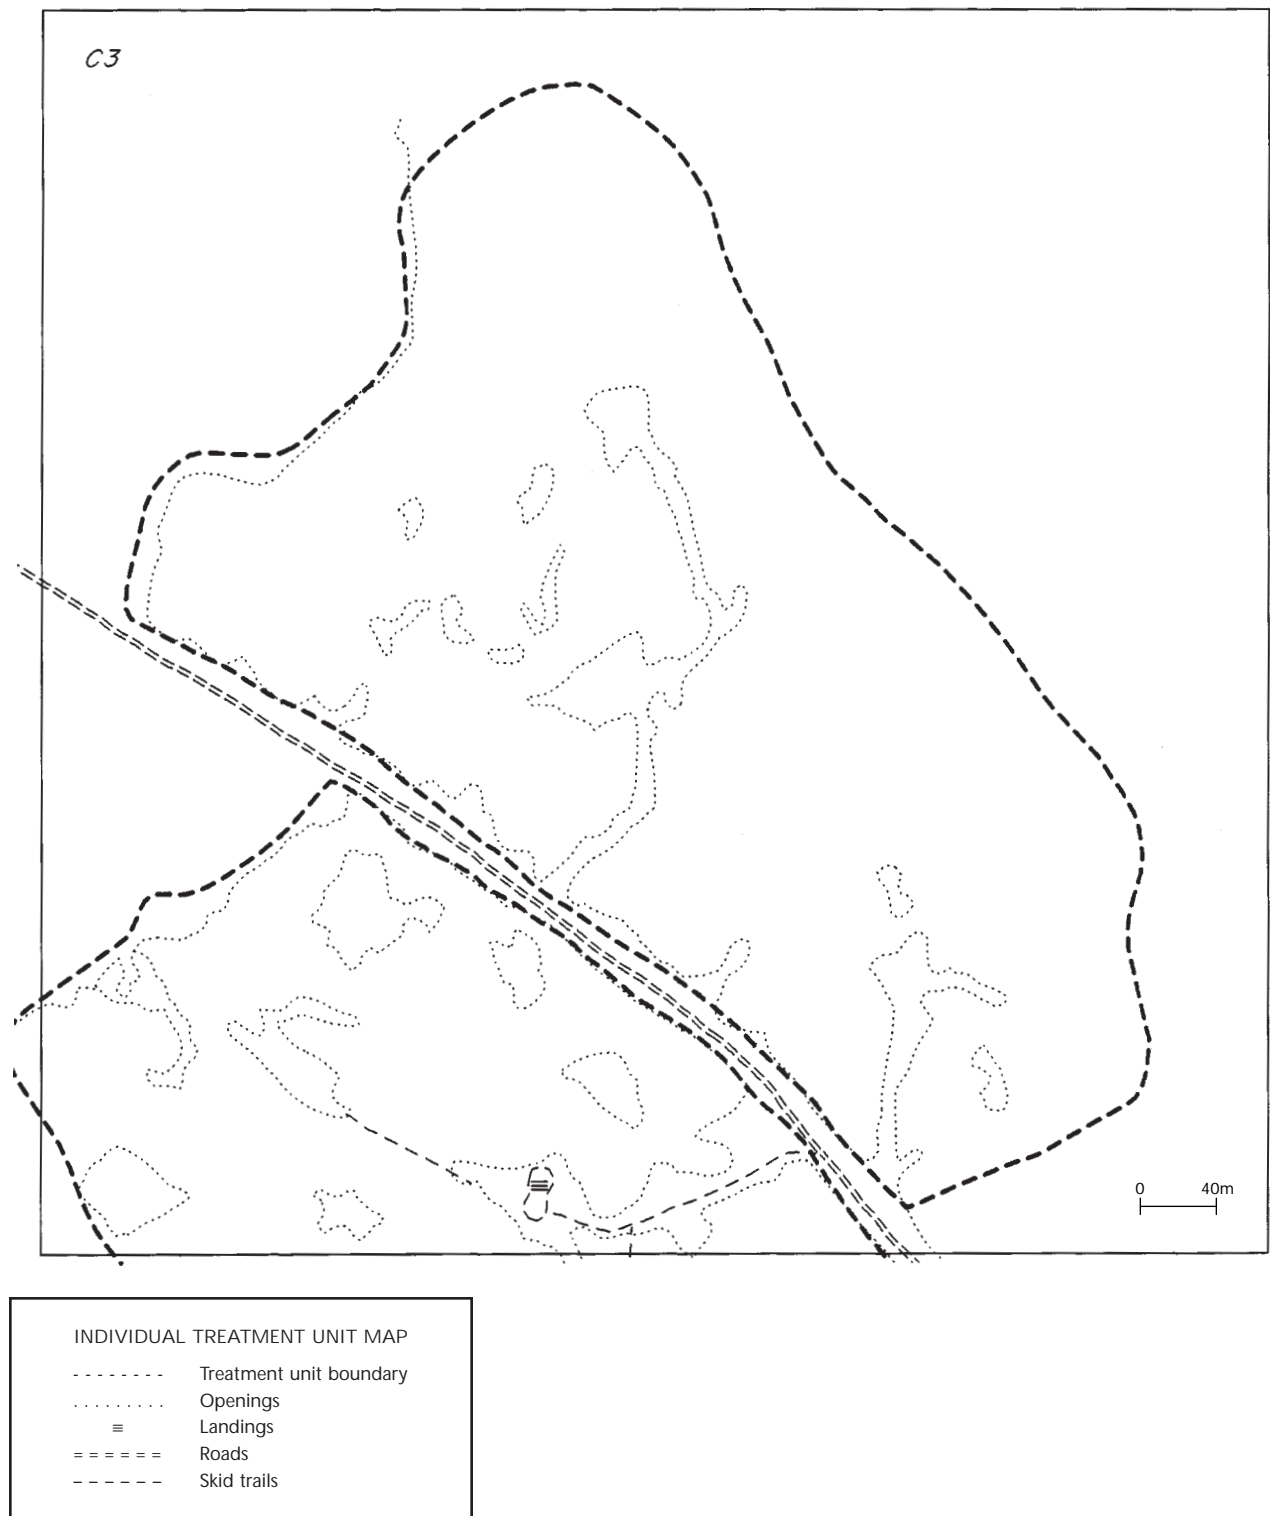 C3
0 40m
INDIVIDUAL TREATMENT UNIT MAP
Treatment unit boundary
Openings
Landings
Roads
Skid trails